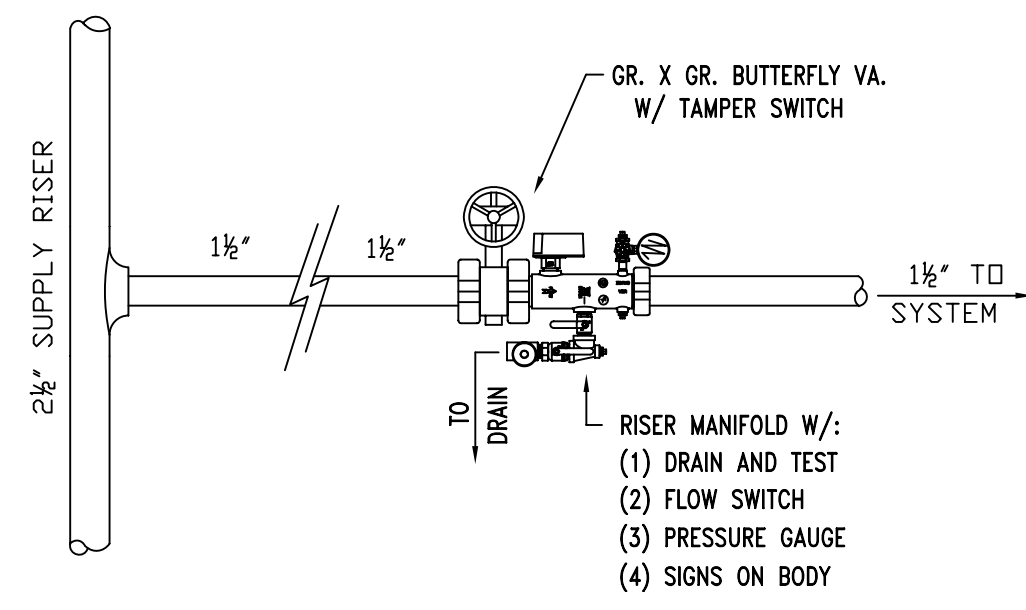 GR. X GR. BUTTERFLY VA.
W/ TAMPER SWITCH
2½" SUPPLY RISER
1½"
1½"
1½" TO
SYSTEM
TO
DRAIN
RISER MANIFOLD W/:
(1) DRAIN AND TEST
(2) FLOW SWITCH
(3) PRESSURE GAUGE
(4) SIGNS ON BODY